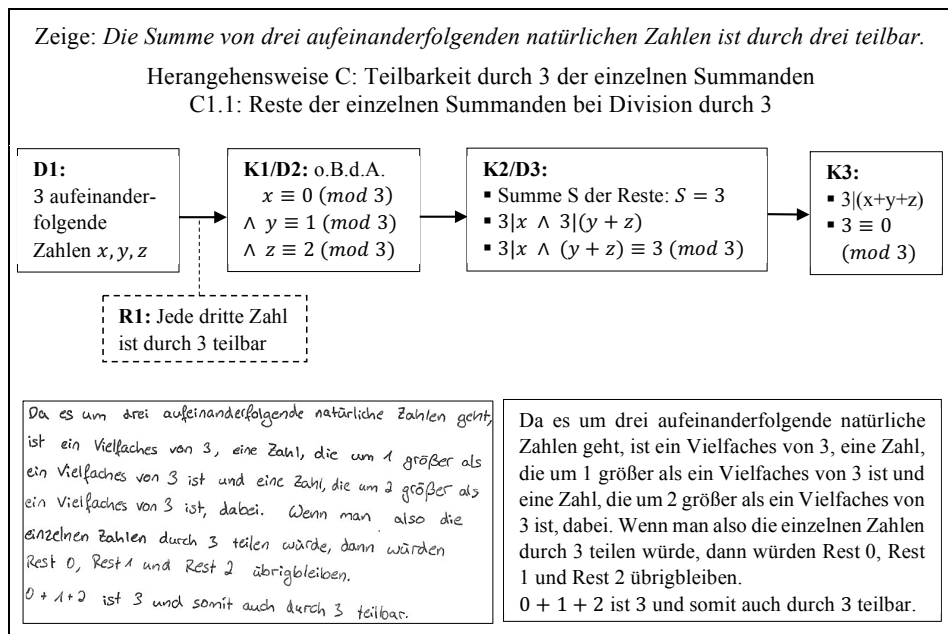 Zeige: Die Summe von drei aufeinanderfolgenden natürlichen Zahlen ist durch drei teilbar.
Herangehensweise C: Teilbarkeit durch 3 der einzelnen Summanden
C1.1: Reste der einzelnen Summanden bei Division durch 3
D1:
3 aufeinander-
folgende
Zahlen x, y, z
K1/D2: o.B.d.A.
x ≡ 0 (mod 3)
∧ y ≡ 1 (mod 3)
∧ z ≡ 2 (mod 3)
K2/D3:
▪ Summe S der Reste: S = 3
▪ 3|x ∧ 3|(y + z)
▪ 3|x ∧ (y + z) ≡ 3 (mod 3)
K3:
▪ 3|(x+y+z)
▪ 3 ≡ 0
(mod 3)
R1: Jede dritte Zahl
ist durch 3 teilbar
Da es um drei aufeinanderfolgende natürliche Zahlen geht,
ist ein Vielfaches von 3, eine Zahl, die um 1 größer als
ein Vielfaches von 3 ist und eine Zahl, die um 2 größer als
ein Vielfaches von 3 ist, dabei. Wenn man also die
einzelnen Zahlen durch 3 teilen würde, dann würden
Rest 0, Rest 1 und Rest 2 übrigbleiben.
0 + 1 + 2 ist 3 und somit auch durch 3 teilbar.
Da es um drei aufeinanderfolgende natürliche
Zahlen geht, ist ein Vielfaches von 3, eine Zahl,
die um 1 größer als ein Vielfaches von 3 ist und
eine Zahl, die um 2 größer als ein Vielfaches von
3 ist, dabei. Wenn man also die einzelnen Zahlen
durch 3 teilen würde, dann würden Rest 0, Rest
1 und Rest 2 übrigbleiben.
0 + 1 + 2 ist 3 und somit auch durch 3 teilbar.